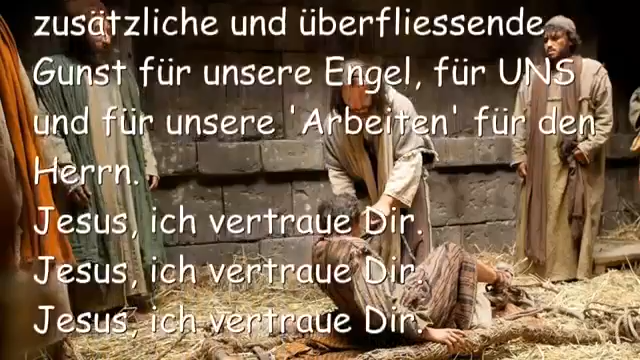 zusätzliche und überfliessende
Gunst für unsere Engel, für UNS
und für unsere 'Arbeiten' für den
Herrn.
Jesus, ich vertraue Dir.
Jesus, ich vertraue Dir.
Jesus, ich vertraue Dir.